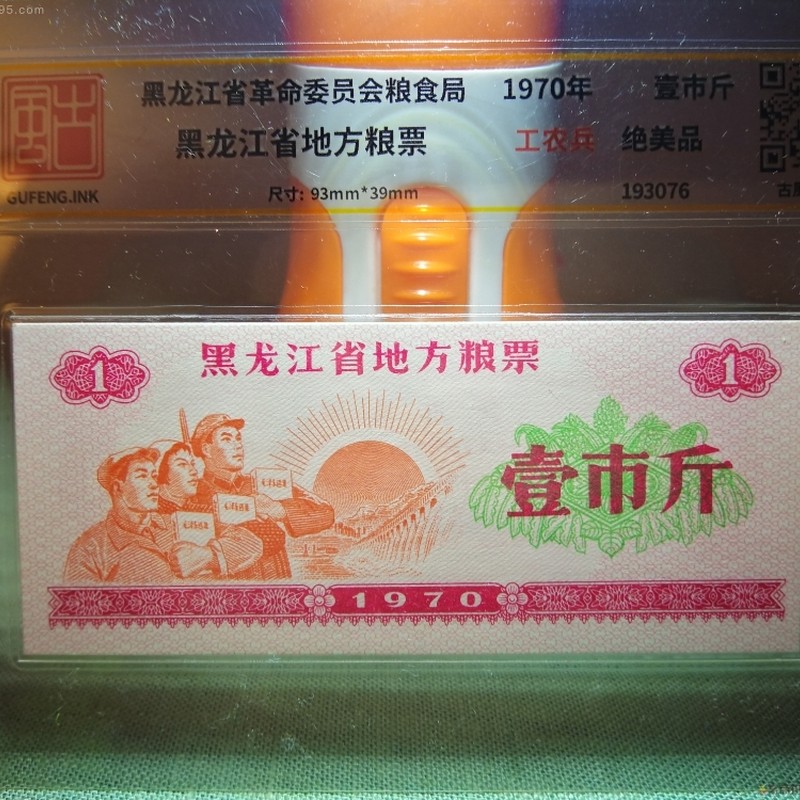 95.com
黑龙江省革命委员会粮食局 1970年 壹市斤
黑龙江省地方粮票 工农兵 绝美品
尺寸: 93mm*39mm 193076
GUFENG.INK
1 黑龙江省地方粮票 1
壹市斤
1970